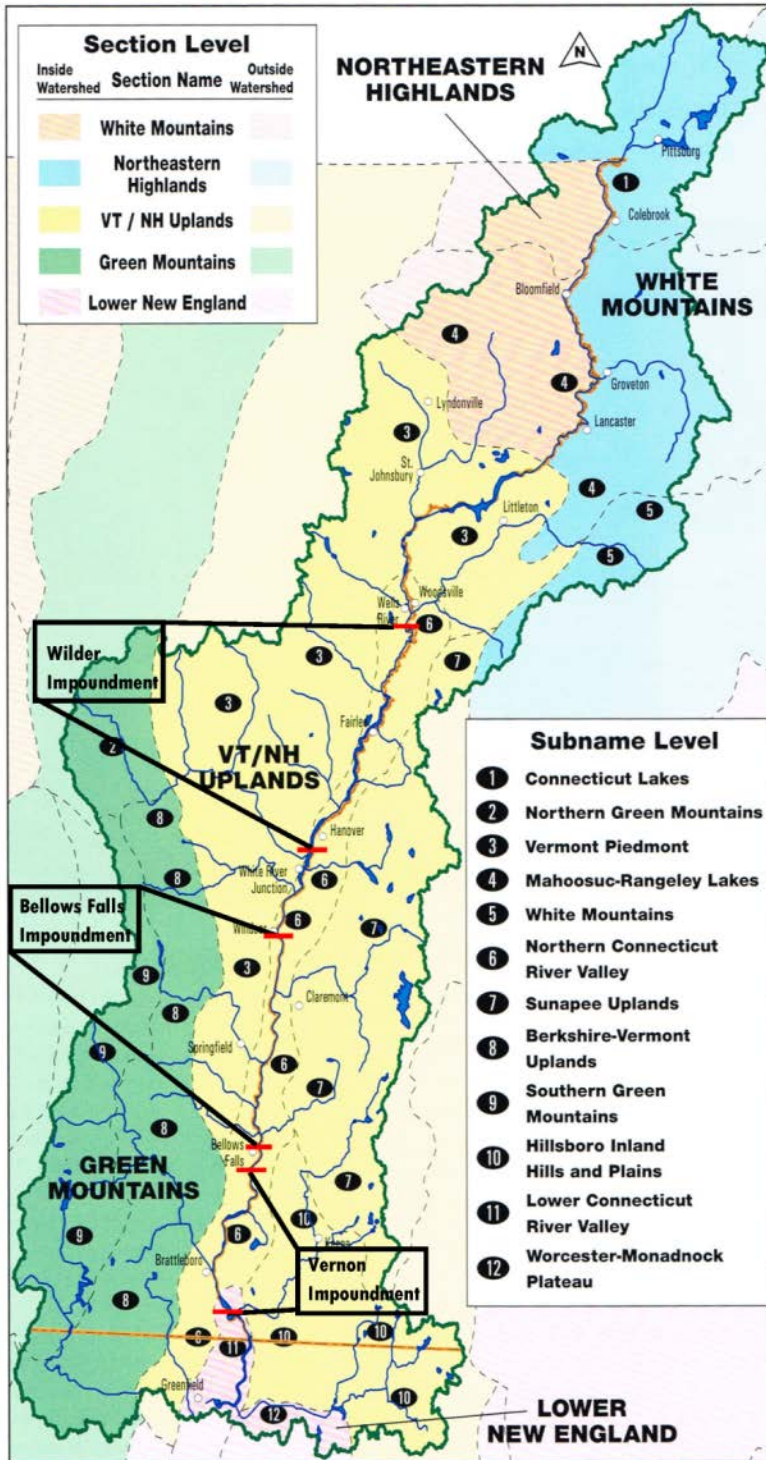 Section Level
Inside Watershed Section Name Outside Watershed
White Mountains
Northeastern
Highlands
VT / NH Uplands
Green Mountains
Lower New England
NORTHEASTERN
HIGHLANDS
N
Pittsburg
1
Colebrook
WHITE
MOUNTAINS
Bloomfield
4
4
Groveton
Lyndonville
Lancaster
3
St.
Johnsbury
4
5
Littleton
3
5
Woodsville
Wells
River
6
Wilder
Impoundment
3
7
3
Fairlee
2
VT/NH
UPLANDS
8
Hanover
White River
Junction
8
6
Bellows Falls
Impoundment
6
7
Windsor
9
3
8
Claremont
Springfield
9
6
7
8
Bellows
Falls
GREEN
MOUNTAINS
7
10
9
6
Keene
Brattleboro
Vernon
Impoundment
8
6
11
10
10
Greenfield
10
12
LOWER
NEW ENGLAND
Subname Level
1 Connecticut Lakes
2 Northern Green Mountains
3 Vermont Piedmont
4 Mahoosuc-Rangeley Lakes
5 White Mountains
6 Northern Connecticut
River Valley
7 Sunapee Uplands
8 Berkshire-Vermont
Uplands
9 Southern Green
Mountains
10 Hillsboro Inland
Hills and Plains
11 Lower Connecticut
River Valley
12 Worcester-Monadnock
Plateau